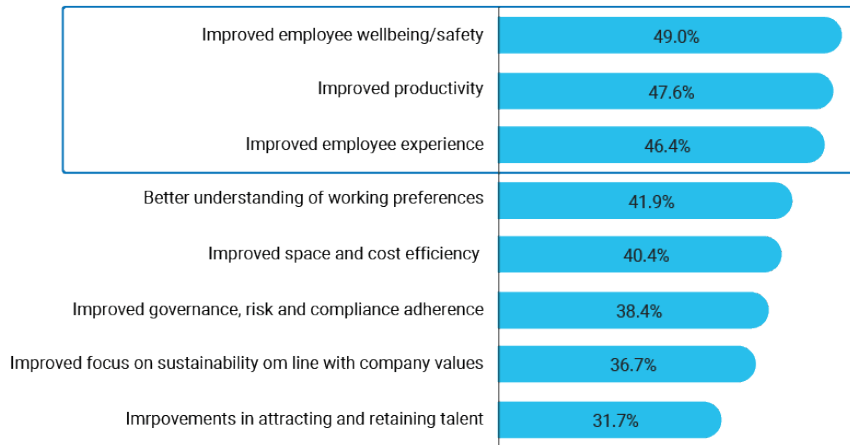 Improved employee wellbeing/safety 49.0%
Improved productivity 47.6%
Improved employee experience 46.4%
Better understanding of working preferences 41.9%
Improved space and cost efficiency 40.4%
Improved governance, risk and compliance adherence 38.4%
Improved focus on sustainability om line with company values 36.7%
Imrpovements in attracting and retaining talent 31.7%